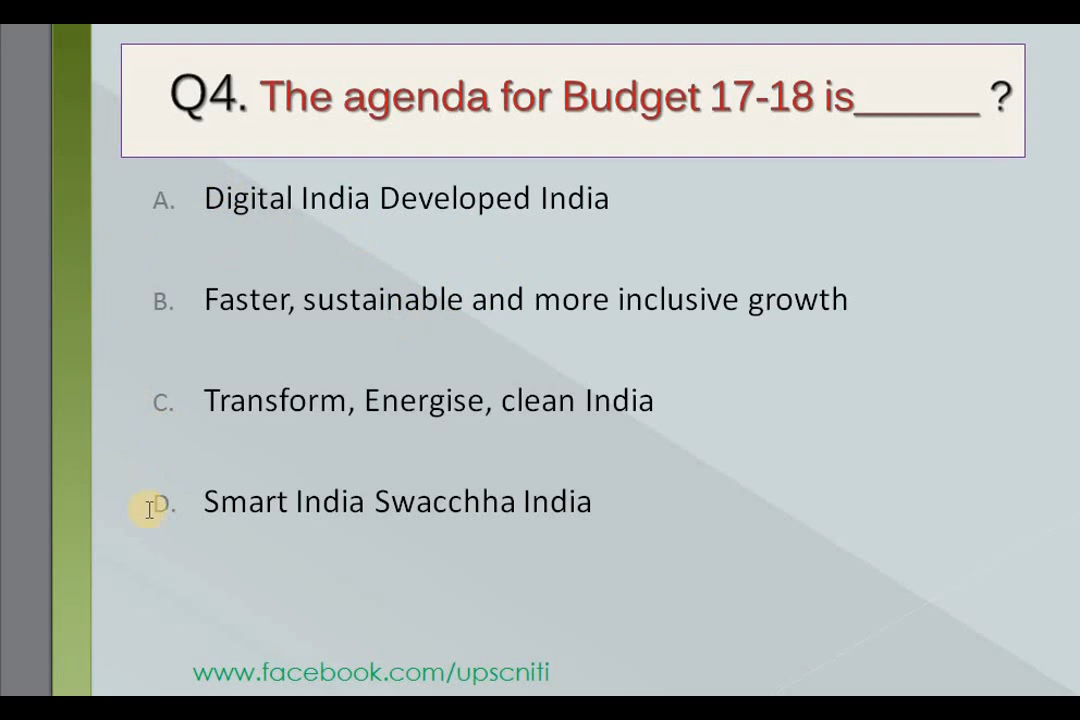 Q4. The agenda for Budget 17-18 is______ ?
A. Digital India Developed India
B. Faster, sustainable and more inclusive growth
C. Transform, Energise, clean India
D. Smart India Swacchha India
www.facebook.com/upscniti